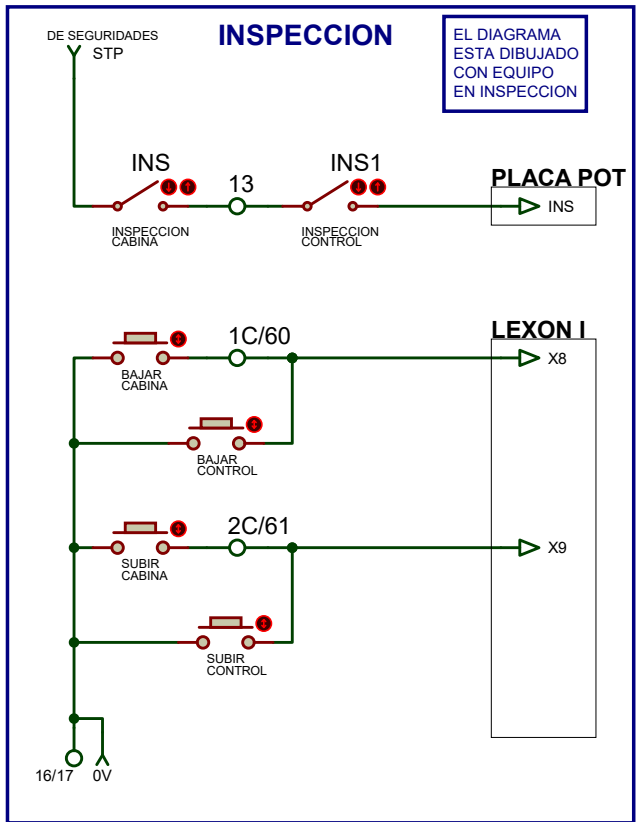 INSPECCION
EL DIAGRAMA
ESTA DIBUJADO
CON EQUIPO
EN INSPECCION
DE SEGURIDADES
STP
INS
13
INS1
PLACA POT
INS
INSPECCION
CABINA
INSPECCION
CONTROL
1C/60
LEXON I
X8
BAJAR
CABINA
BAJAR
CONTROL
2C/61
X9
SUBIR
CABINA
SUBIR
CONTROL
16/17
0V